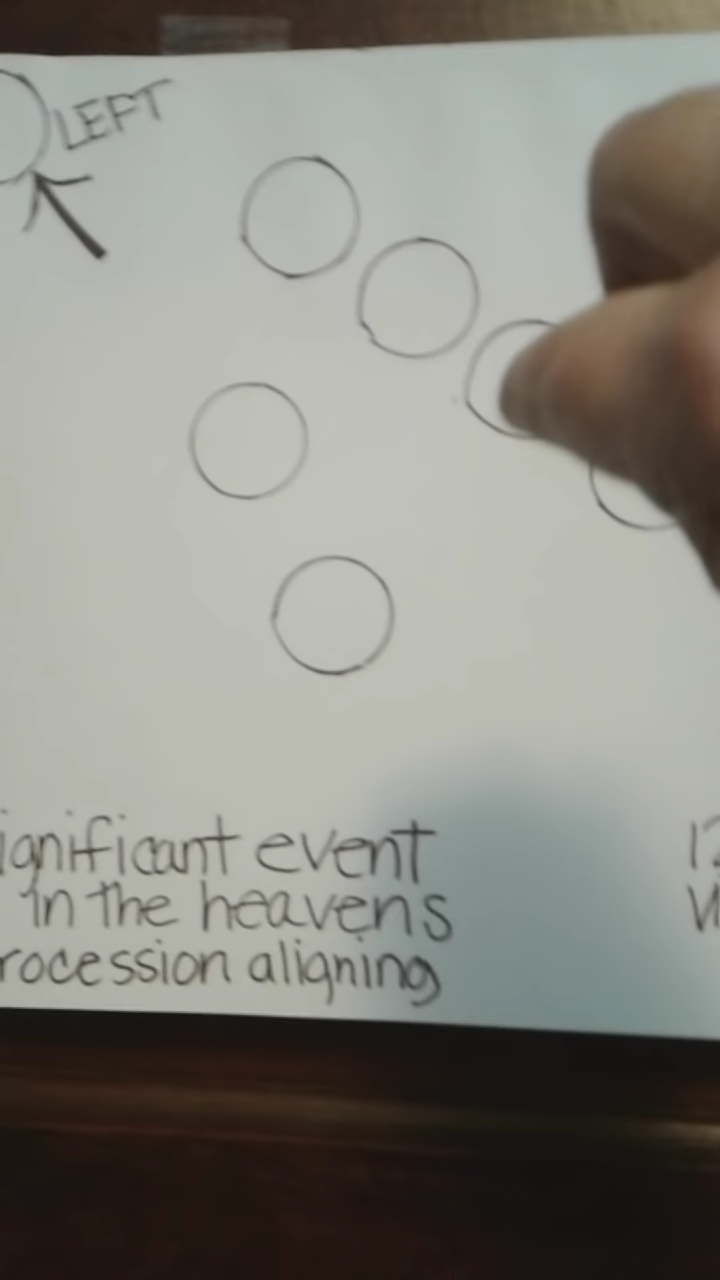 LEFT
ignificant event
in the heavens
rocession aligning